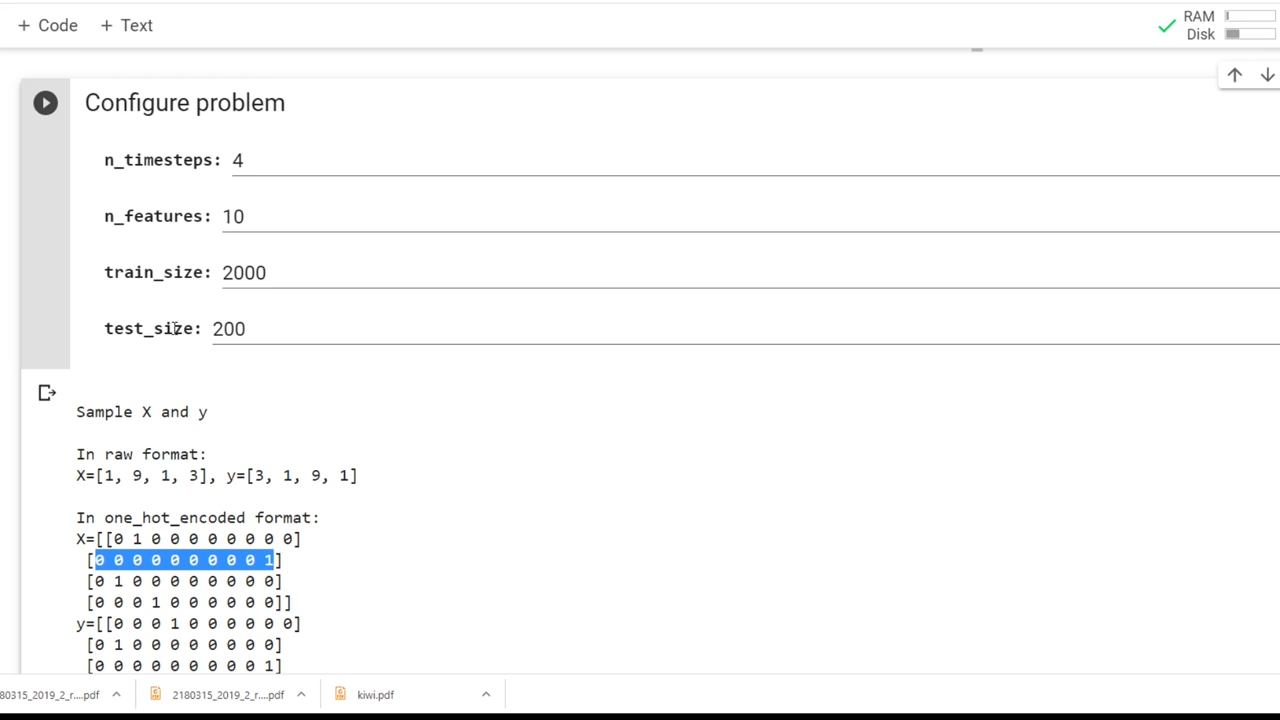 + Code + Text
RAM
Disk
Configure problem
n_timesteps: 4
n_features: 10
train_size: 2000
test_size: 200
Sample X and y
In raw format:
X=[1, 9, 1, 3], y=[3, 1, 9, 1]
In one_hot_encoded format:
X=[[0 1 0 0 0 0 0 0 0 0]
[0 0 0 0 0 0 0 0 0 1]
[0 1 0 0 0 0 0 0 0 0]
[0 0 0 1 0 0 0 0 0 0]]
y=[[0 0 0 1 0 0 0 0 0 0]
[0 1 0 0 0 0 0 0 0 0]
[0 0 0 0 0 0 0 0 0 1]
80315_2019_2_r....pdf 2180315_2019_2_r....pdf kiwi.pdf